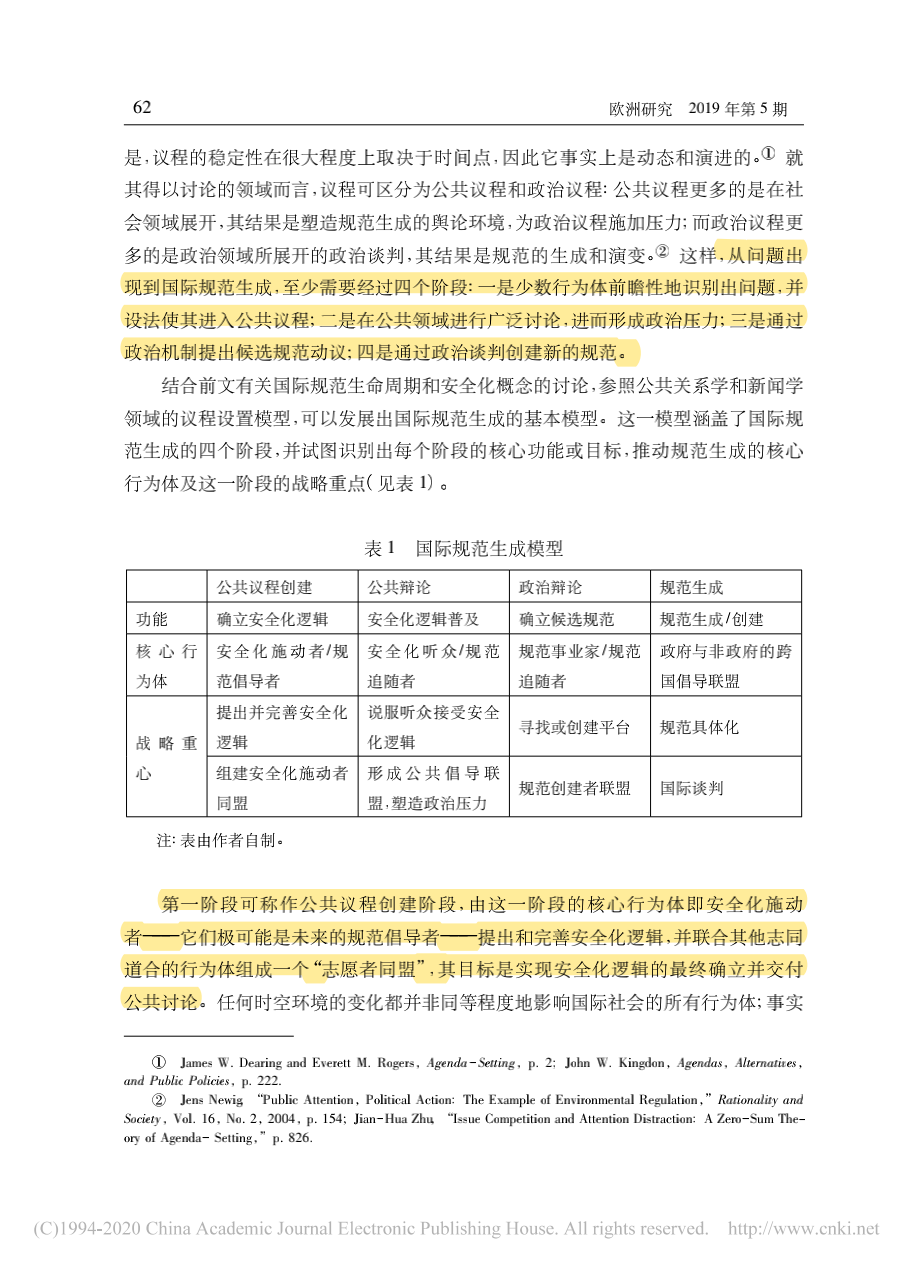 62
欧洲研究 2019 年第 5 期
是,议程的稳定性在很大程度上取决于时间点,因此它事实上是动态和演进的。① 就
其得以讨论的领域而言,议程可区分为公共议程和政治议程: 公共议程更多的是在社
会领域展开,其结果是塑造规范生成的舆论环境,为政治议程施加压力; 而政治议程更
多的是政治领域所展开的政治谈判,其结果是规范的生成和演变。② 这样,从问题出
现到国际规范生成,至少需要经过四个阶段: 一是少数行为体前瞻性地识别出问题,并
设法使其进入公共议程; 二是在公共领域进行广泛讨论,进而形成政治压力; 三是通过
政治机制提出候选规范动议; 四是通过政治谈判创建新的规范。
结合前文有关国际规范生命周期和安全化概念的讨论,参照公共关系学和新闻学
领域的议程设置模型,可以发展出国际规范生成的基本模型。这一模型涵盖了国际规
范生成的四个阶段,并试图识别出每个阶段的核心功能或目标,推动规范生成的核心
行为体及这一阶段的战略重点( 见表 1) 。
表 1 国际规范生成模型
公共议程创建 公共辩论 政治辩论 规范生成
功能 确立安全化逻辑 安全化逻辑普及 确立候选规范 规范生成/创建
核心行 安全化施动者/规 安全化听众/规范 规范事业家/规范 政府与非政府的跨
为体 范倡导者 追随者 追随者 国倡导联盟
提出并完善安全化 说服听众接受安全
逻辑 化逻辑 寻找或创建平台 规范具体化
战略重
心
组建安全化施动者 形成公共倡导联
同盟 盟,塑造政治压力 规范创建者联盟 国际谈判
注: 表由作者自制。
第一阶段可称作公共议程创建阶段,由这一阶段的核心行为体即安全化施动
者——它们极可能是未来的规范倡导者——提出和完善安全化逻辑,并联合其他志同
道合的行为体组成一个“志愿者同盟”,其目标是实现安全化逻辑的最终确立并交付
公共讨论。任何时空环境的变化都并非同等程度地影响国际社会的所有行为体; 事实
① James W. Dearing and Everett M. Rogers, Agenda-Setting, p. 2; John W. Kingdon, Agendas, Alternatives,
and Public Policies, p. 222.
② Jens Newig, “Public Attention, Political Action: The Example of Environmental Regulation,” Rationality and
Society, Vol. 16, No. 2, 2004, p. 154; Jian-Hua Zhu, “Issue Competition and Attention Distraction: A Zero-Sum The-
ory of Agenda- Setting,” p. 826.
(C)1994-2020 China Academic Journal Electronic Publishing House. All rights reserved. http://www.cnki.net